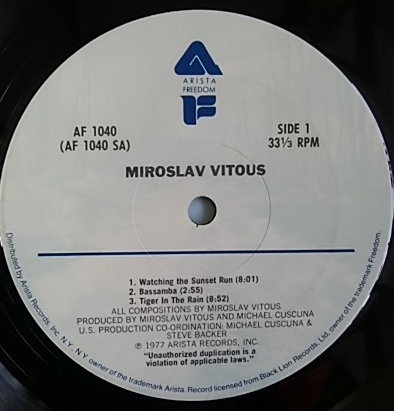 ARISTA
FREEDOM
AF 1040
(AF 1040 SA)
SIDE 1
33⅓ RPM
MIROSLAV VITOUS
1. Watching the Sunset Run (8:01)
2. Bassamba (2:55)
3. Tiger In The Rain (8:52)
ALL COMPOSITIONS BY MIROSLAV VITOUS
PRODUCED BY MIROSLAV VITOUS AND MICHAEL CUSCUNA
U.S. PRODUCTION CO-ORDINATION: MICHAEL CUSCUNA &
STEVE BACKER
℗ 1977 ARISTA RECORDS, INC.
"Unauthorized duplication is a
violation of applicable laws."
Distributed by Arista Records, Inc. N.Y., N.Y. owner of the trademark Arista. Record licensed from Black Lion Records, Ltd., owner of the trademark Freedom.